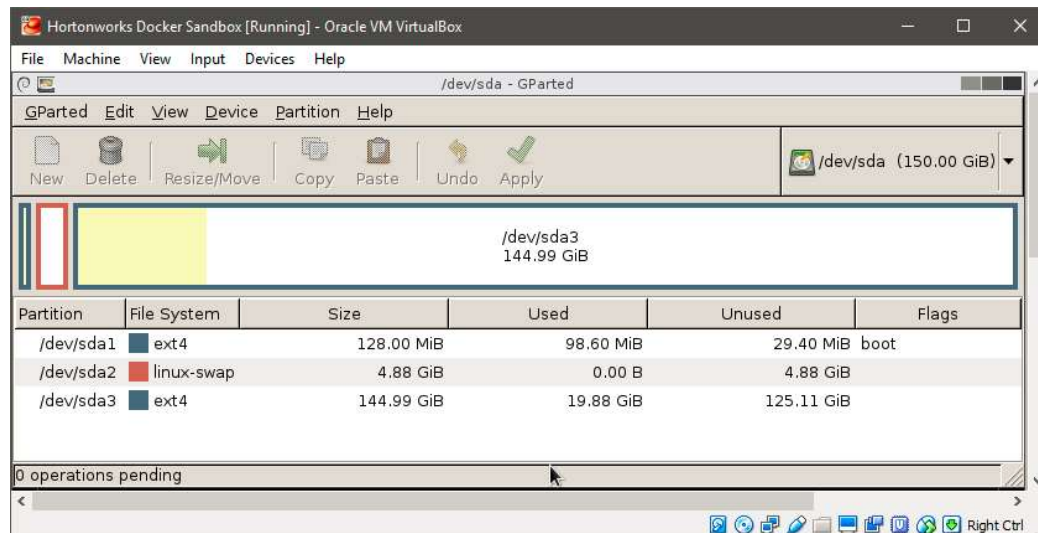 Hortonworks Docker Sandbox [Running] - Oracle VM VirtualBox
File Machine View Input Devices Help
/dev/sda - GParted
GParted Edit View Device Partition Help
New Delete Resize/Move Copy Paste Undo Apply /dev/sda (150.00 GiB)
/dev/sda3
144.99 GiB
Partition File System Size Used Unused Flags
/dev/sda1 ext4 128.00 MiB 98.60 MiB 29.40 MiB boot
/dev/sda2 linux-swap 4.88 GiB 0.00 B 4.88 GiB
/dev/sda3 ext4 144.99 GiB 19.88 GiB 125.11 GiB
0 operations pending
Right Ctrl